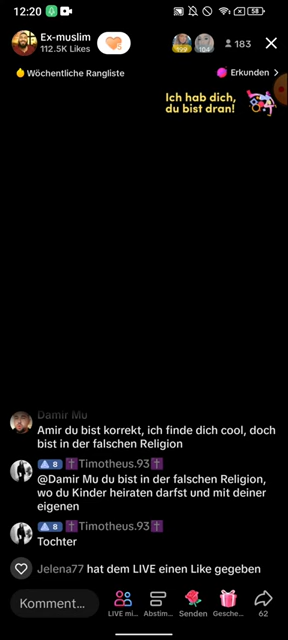 12:20
58
Ex-muslim
112.5K Likes
199
104
183
Wöchentliche Rangliste
Erkunden
Ich hab dich,
du bist dran!
Damir Mu
Amir du bist korrekt, ich finde dich cool, doch
bist in der falschen Religion
8 Timotheus.93
@Damir Mu du bist in der falschen Religion,
wo du Kinder heiraten darfst und mit deiner
eigenen
8 Timotheus.93
Tochter
Jelena77 hat dem LIVE einen Like gegeben
Komment...
LIVE mi...
Abstim...
Senden
Gesche...
62